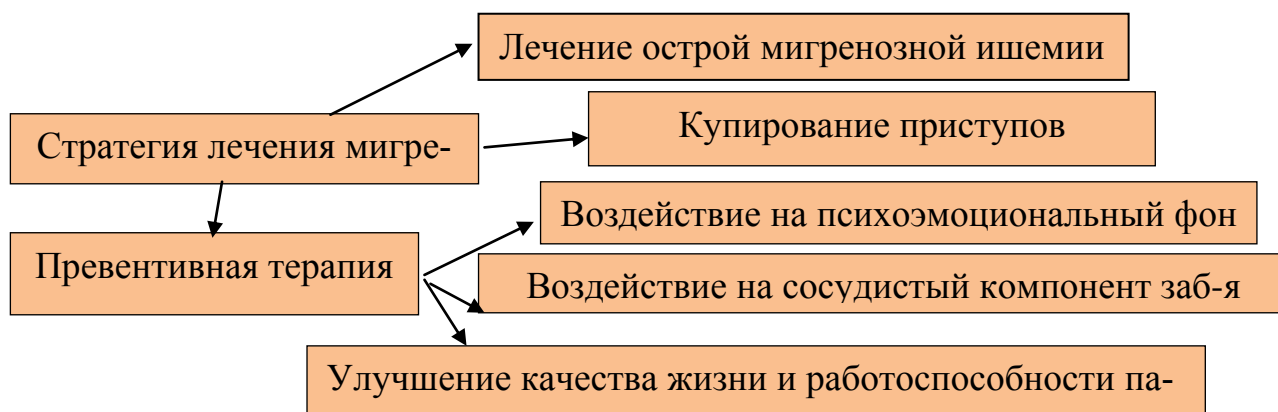 Лечение острой мигренозной ишемии
Купирование приступов
Стратегия лечения мигре-
Воздействие на психоэмоциональный фон
Превентивная терапия
Воздействие на сосудистый компонент заб-я
Улучшение качества жизни и работоспособности па-